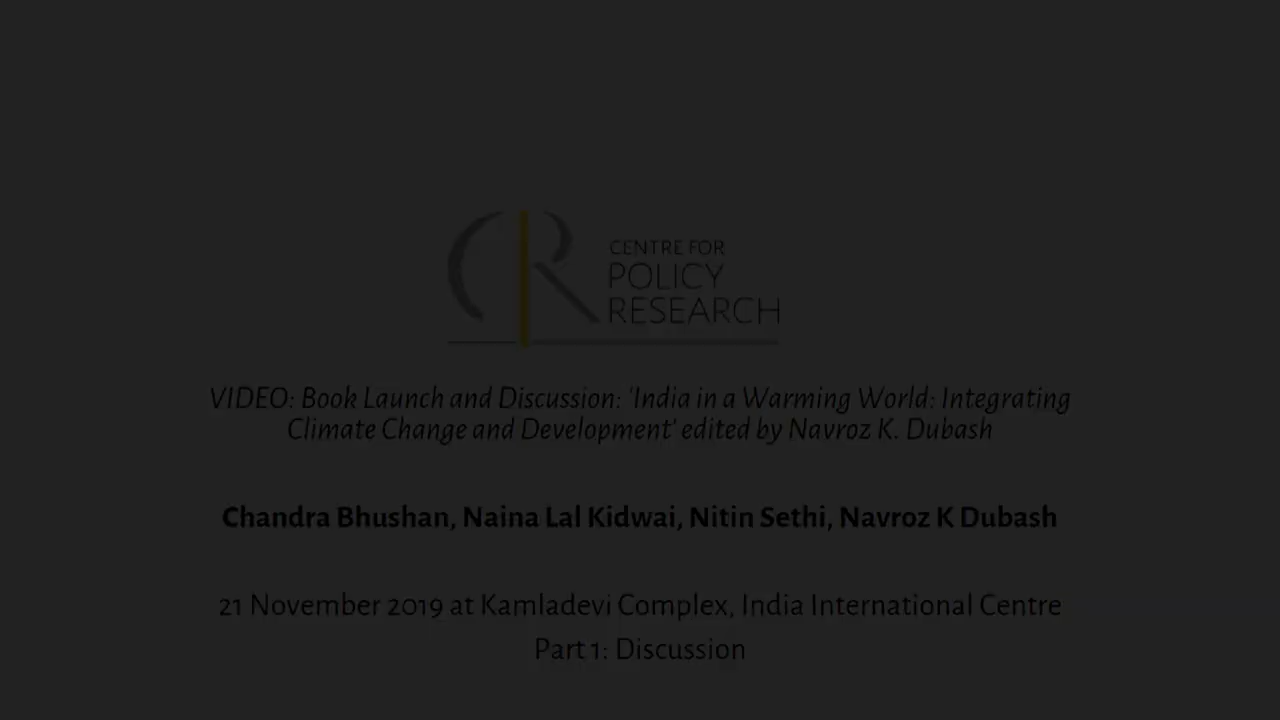 CENTRE FOR
POLICY
RESEARCH
VIDEO: Book Launch and Discussion: 'India in a Warming World: Integrating
Climate Change and Development' edited by Navroz K. Dubash
Chandra Bhushan, Naina Lal Kidwai, Nitin Sethi, Navroz K Dubash
21 November 2019 at Kamladevi Complex, India International Centre
Part 1: Discussion